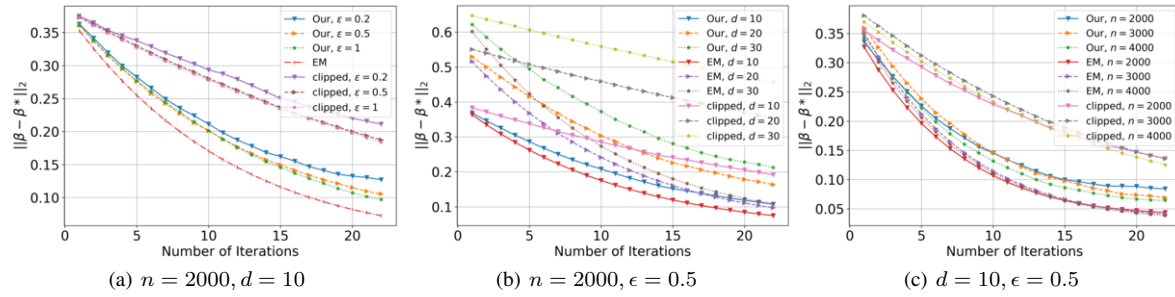 ||β − β*||₂
0.35
0.30
0.25
0.20
0.15
0.10
0
5
10
15
20
Number of Iterations
Our, ε = 0.2
Our, ε = 0.5
Our, ε = 1
EM
clipped, ε = 0.2
clipped, ε = 0.5
clipped, ε = 1
(a) n = 2000, d = 10
||β − β*||₂
0.6
0.5
0.4
0.3
0.2
0.1
0
5
10
15
20
Number of Iterations
Our, d = 10
Our, d = 20
Our, d = 30
EM, d = 10
EM, d = 20
EM, d = 30
clipped, d = 10
clipped, d = 20
clipped, d = 30
(b) n = 2000, ϵ = 0.5
||β − β*||₂
0.35
0.30
0.25
0.20
0.15
0.10
0.05
0
5
10
15
20
Number of Iterations
Our, n = 2000
Our, n = 3000
Our, n = 4000
EM, n = 2000
EM, n = 3000
EM, n = 4000
clipped, n = 2000
clipped, n = 3000
clipped, n = 4000
(c) d = 10, ϵ = 0.5